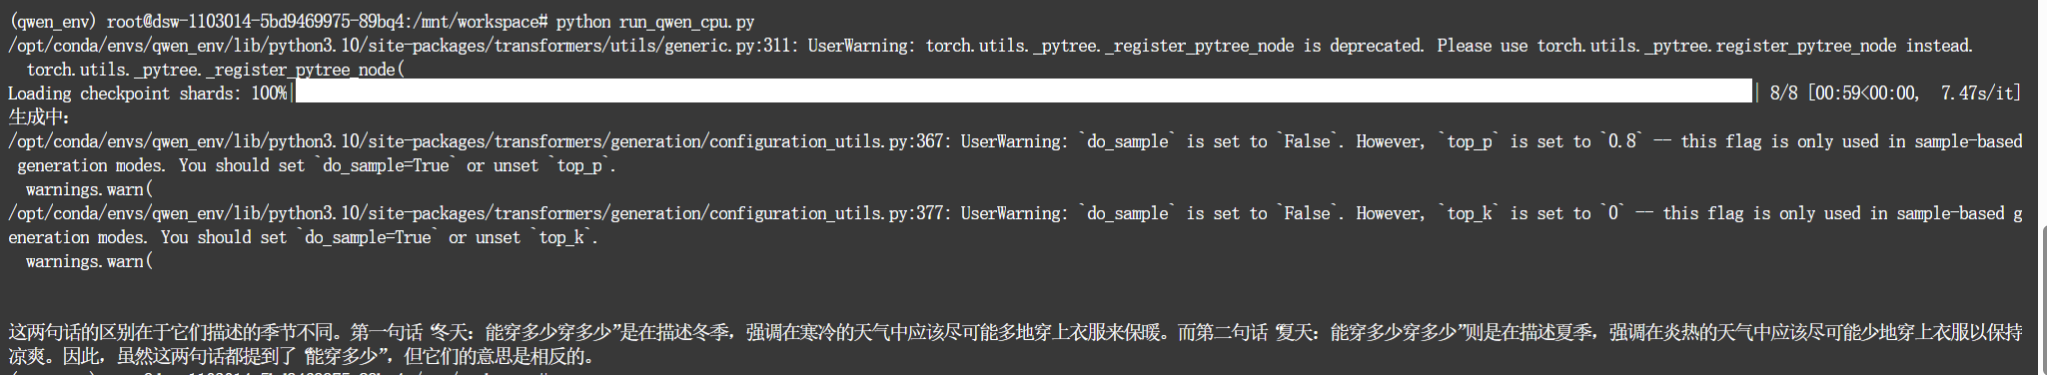 (qwen_env) root@dsw-1103014-5bd9469975-89bq4:/mnt/workspace# python run_qwen_cpu.py
/opt/conda/envs/qwen_env/lib/python3.10/site-packages/transformers/utils/generic.py:311: UserWarning: torch.utils._pytree._register_pytree_node is deprecated. Please use torch.utils._pytree.register_pytree_node instead.
  torch.utils._pytree._register_pytree_node(
Loading checkpoint shards: 100%| | 8/8 [00:59<00:00,  7.47s/it]
生成中:
/opt/conda/envs/qwen_env/lib/python3.10/site-packages/transformers/generation/configuration_utils.py:367: UserWarning: `do_sample` is set to `False`. However, `top_p` is set to `0.8` -- this flag is only used in sample-based
 generation modes. You should set `do_sample=True` or unset `top_p`.
  warnings.warn(
/opt/conda/envs/qwen_env/lib/python3.10/site-packages/transformers/generation/configuration_utils.py:377: UserWarning: `do_sample` is set to `False`. However, `top_k` is set to `0` -- this flag is only used in sample-based g
eneration modes. You should set `do_sample=True` or unset `top_k`.
  warnings.warn(
这两句话的区别在于它们描述的季节不同。第一句话“冬天：能穿多少穿多少”是在描述冬季，强调在寒冷的天气中应该尽可能多地穿上衣服来保暖。而第二句话“夏天：能穿多少穿多少”则是在描述夏季，强调在炎热的天气中应该尽可能少地穿上衣服以保持
凉爽。因此，虽然这两句话都提到了“能穿多少”，但它们的意思是相反的。